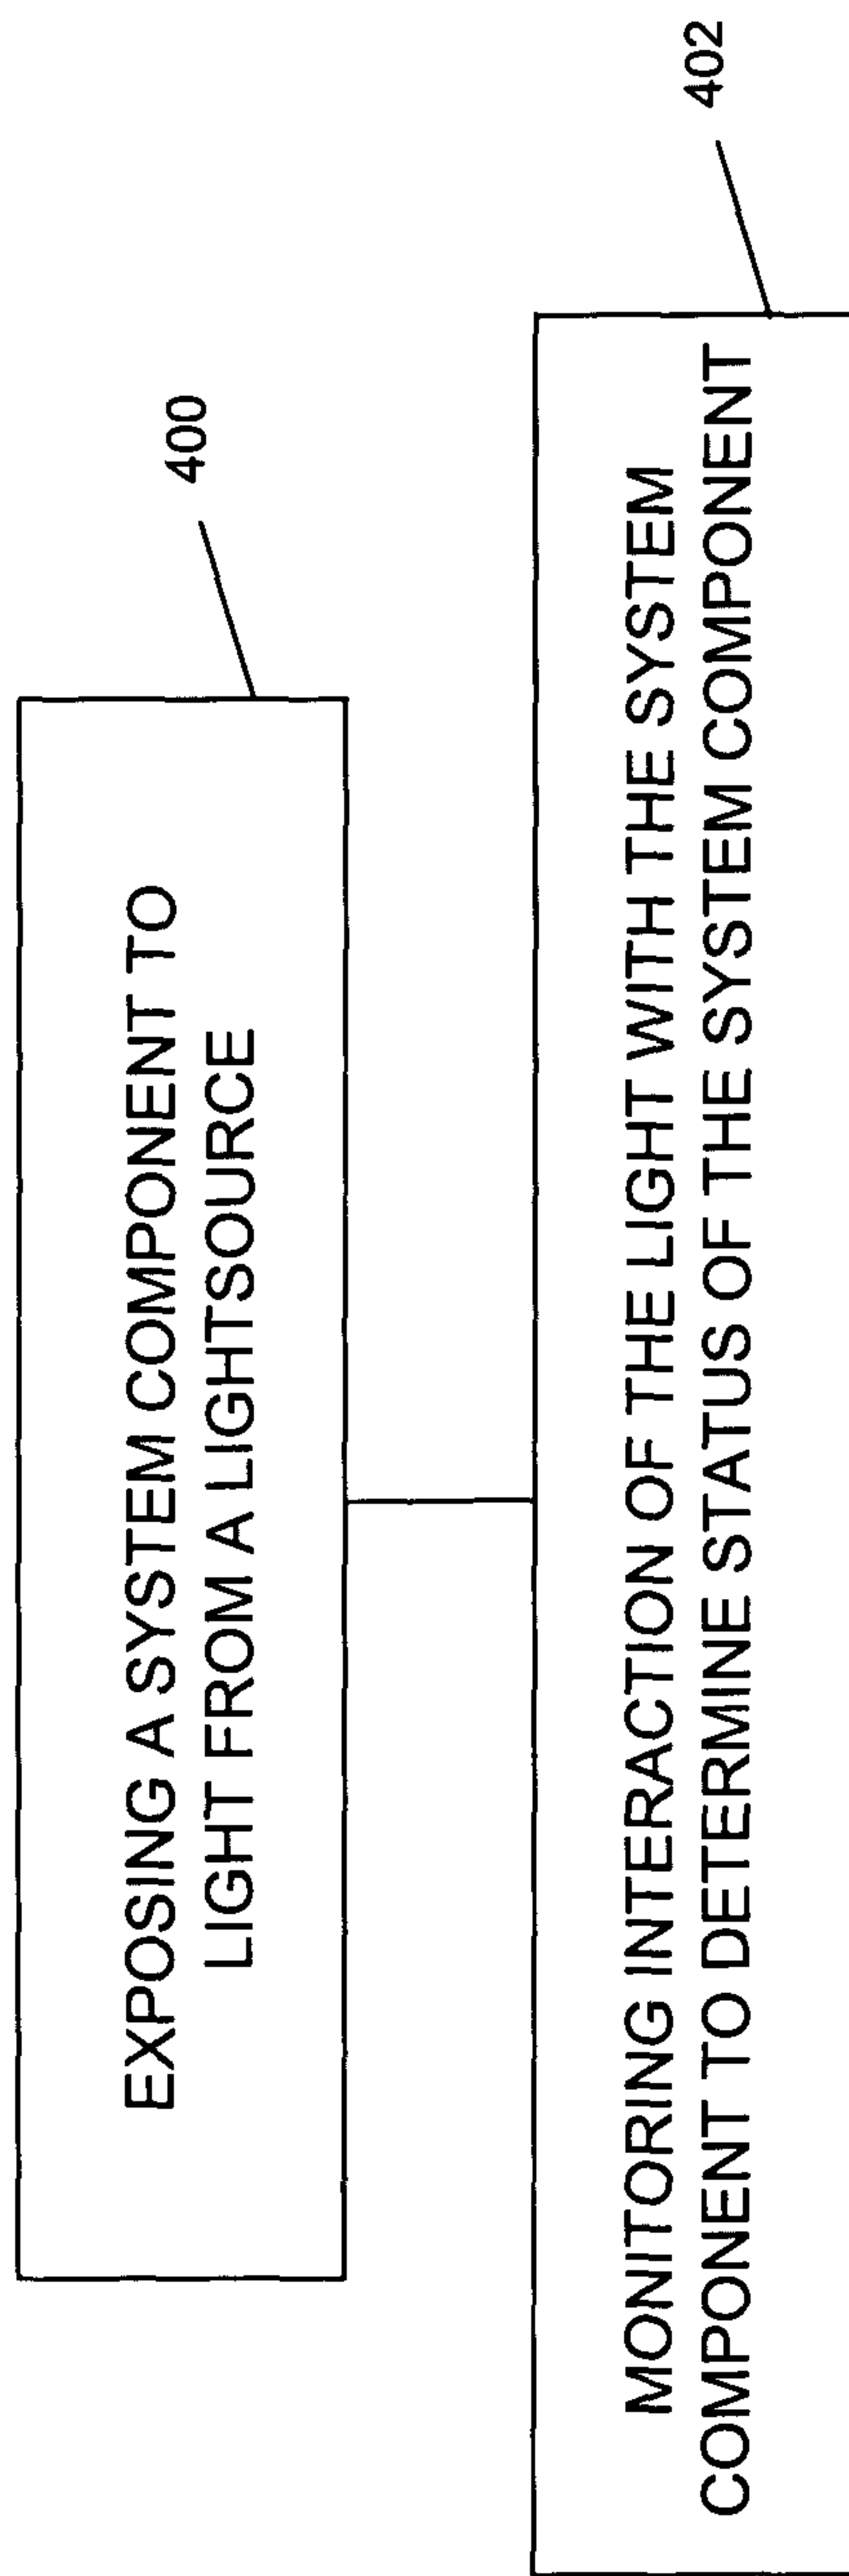 400
EXPOSING A SYSTEM COMPONENT TO
LIGHT FROM A LIGHTSOURCE
402
MONITORING INTERACTION OF THE LIGHT WITH THE SYSTEM
COMPONENT TO DETERMINE STATUS OF THE SYSTEM COMPONENT